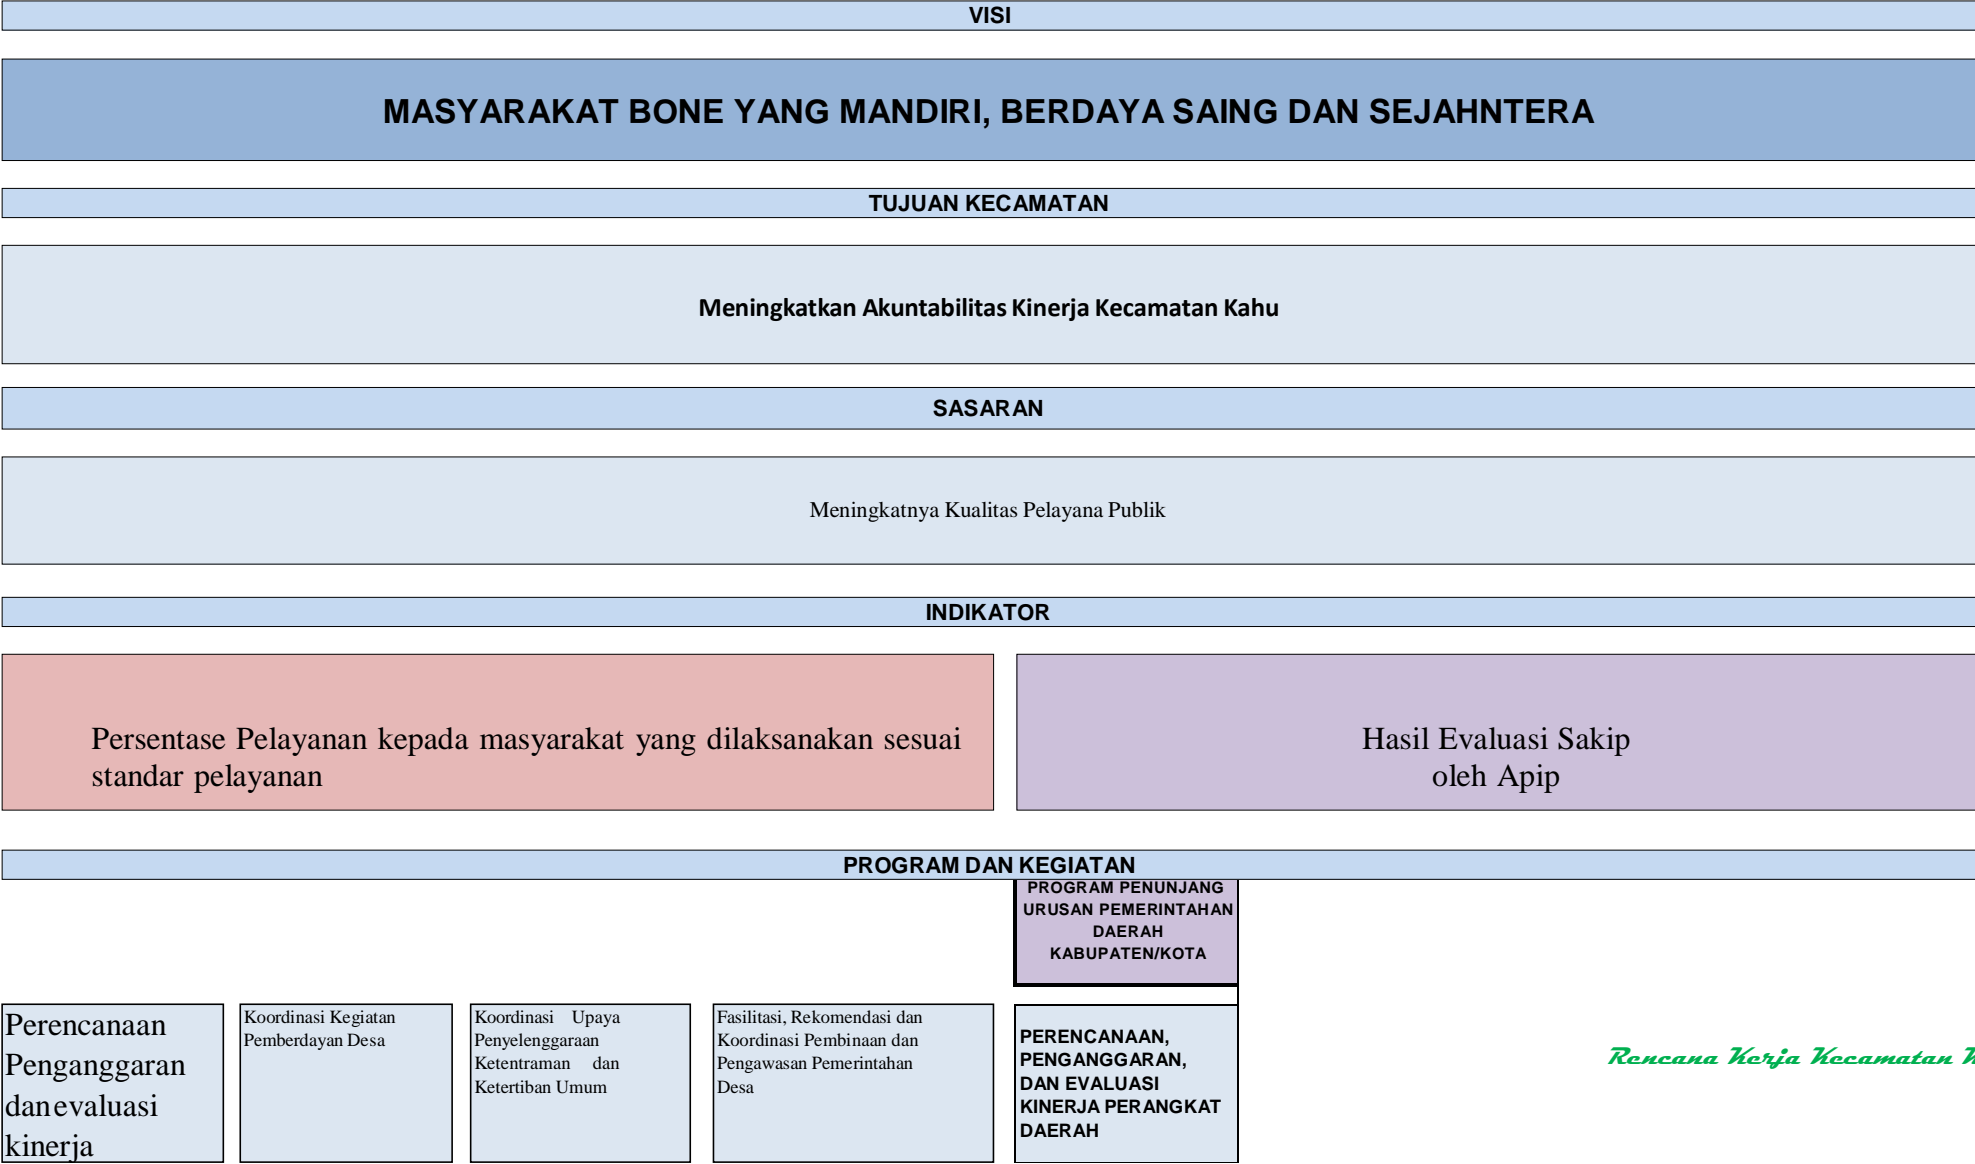 VISI
MASYARAKAT BONE YANG MANDIRI, BERDAYA SAING DAN SEJAHNTERA
TUJUAN KECAMATAN
Meningkatkan Akuntabilitas Kinerja Kecamatan Kahu
SASARAN
Meningkatnya Kualitas Pelayana Publik
INDIKATOR
Persentase Pelayanan kepada masyarakat yang dilaksanakan sesuai
standar pelayanan
Hasil Evaluasi Sakip
oleh Apip
PROGRAM DAN KEGIATAN
PROGRAM PENUNJANG
URUSAN PEMERINTAHAN
DAERAH
KABUPATEN/KOTA
Perencanaan
Penganggaran
dan evaluasi
kinerja
Koordinasi Kegiatan
Pemberdayan Desa
Koordinasi Upaya
Penyelenggaraan
Ketentraman dan
Ketertiban Umum
Fasilitasi, Rekomendasi dan
Koordinasi Pembinaan dan
Pengawasan Pemerintahan
Desa
PERENCANAAN,
PENGANGGARAN,
DAN EVALUASI
KINERJA PERANGKAT
DAERAH
Rencana Kerja Kecamatan